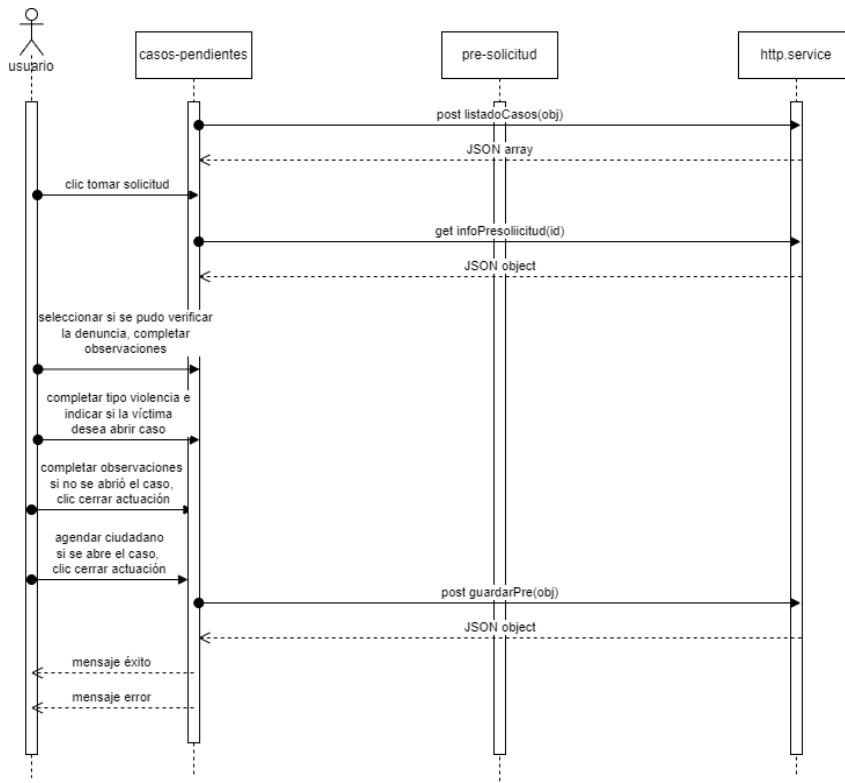 usuario
casos-pendientes
pre-solicitud
http.service
post listadoCasos(obj)
JSON array
clic tomar solicitud
get infoPresoliicitud(id)
JSON object
seleccionar si se pudo verificar
la denuncia, completar
observaciones
completar tipo violencia e
indicar si la víctima
desea abrir caso
completar observaciones
si no se abrió el caso,
clic cerrar actuación
agendar ciudadano
si se abre el caso,
clic cerrar actuación
post guardarPre(obj)
JSON object
mensaje éxito
mensaje error